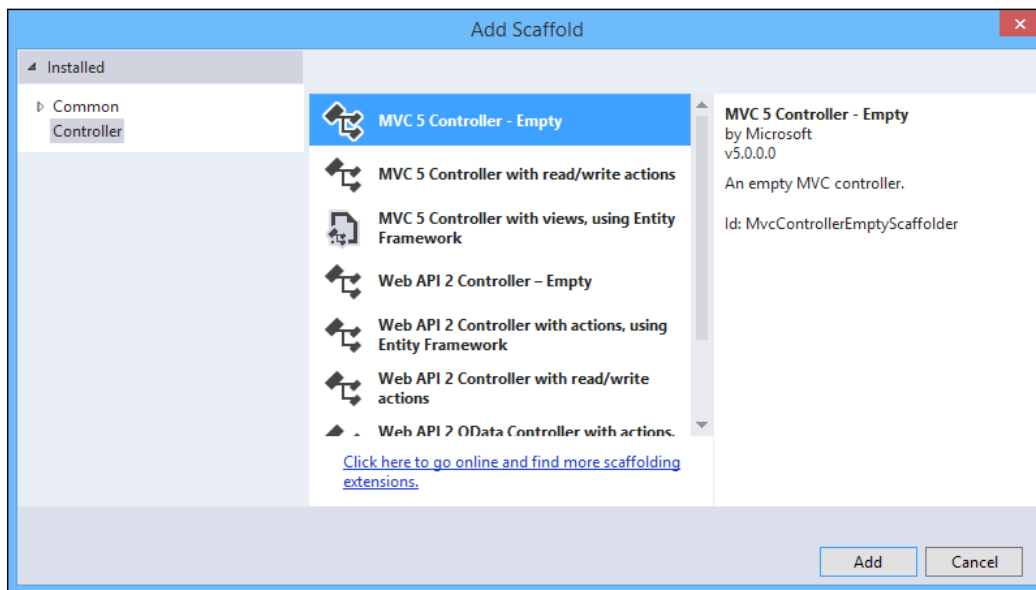 Add Scaffold
Installed
Common
Controller
MVC 5 Controller - Empty
MVC 5 Controller with read/write actions
MVC 5 Controller with views, using Entity
Framework
Web API 2 Controller – Empty
Web API 2 Controller with actions, using
Entity Framework
Web API 2 Controller with read/write
actions
Web API 2 OData Controller with actions,
Click here to go online and find more scaffolding
extensions.
MVC 5 Controller - Empty
by Microsoft
v5.0.0.0
An empty MVC controller.
Id: MvcControllerEmptyScaffolder
Add
Cancel